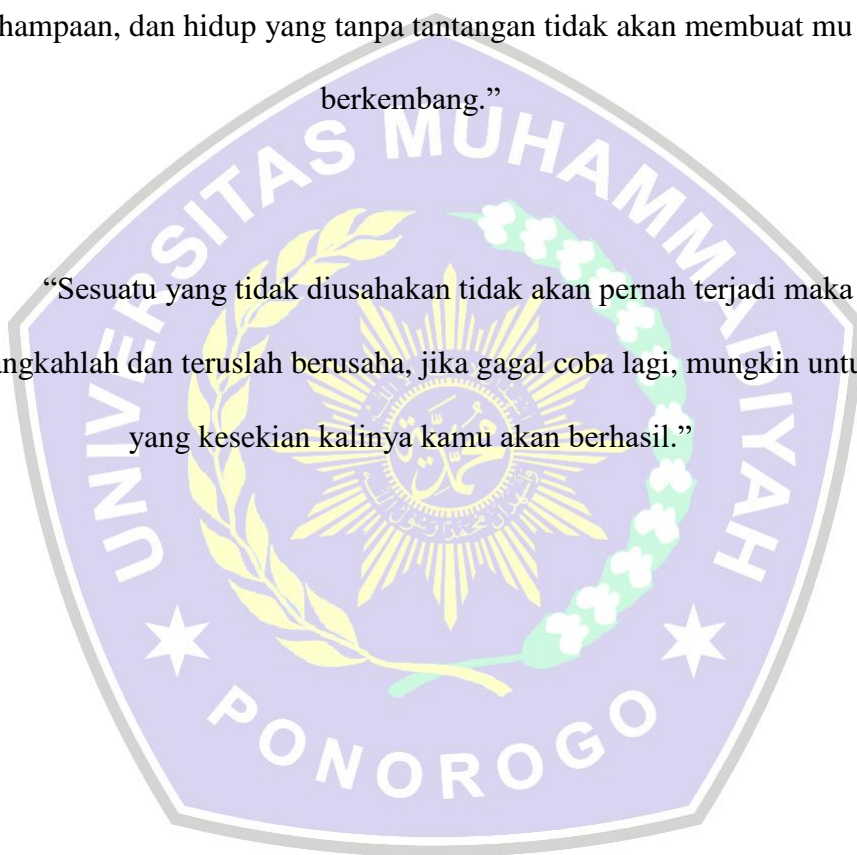 hampaan, dan hidup yang tanpa tantangan tidak akan membuat mu
berkembang.”
“Sesuatu yang tidak diusahakan tidak akan pernah terjadi maka
angkahlah dan teruslah berusaha, jika gagal coba lagi, mungkin untu
yang kesekian kalinya kamu akan berhasil.”
UNIVERSITAS MUHAMMADIYAH
PONOROGO